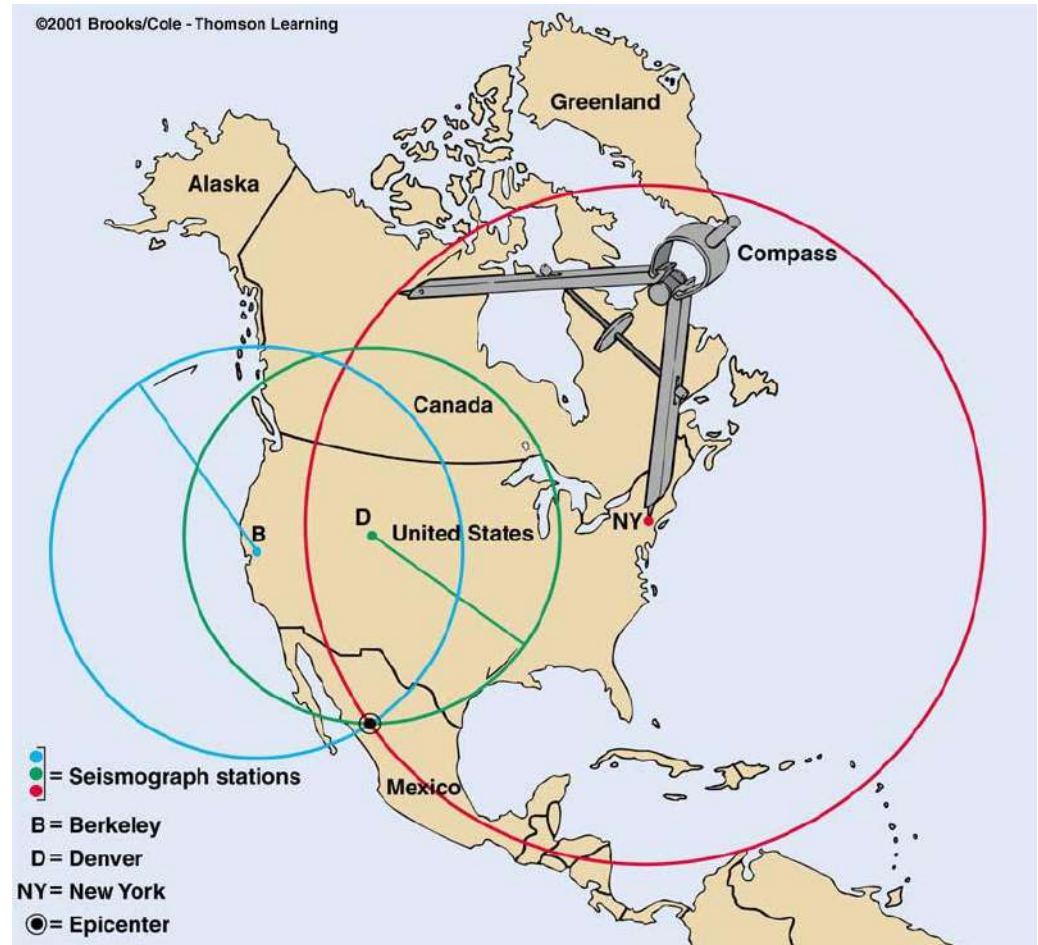 ©2001 Brooks/Cole - Thomson Learning
Greenland
Alaska
Compass
Canada
B
D
United States
NY
Mexico
= Seismograph stations
B = Berkeley
D = Denver
NY = New York
= Epicenter